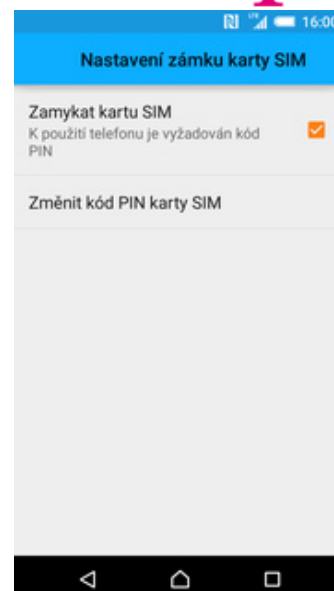 16:00
Nastavení zámku karty SIM
Zamykat kartu SIM
K použití telefonu je vyžadován kód
PIN
Změnit kód PIN karty SIM